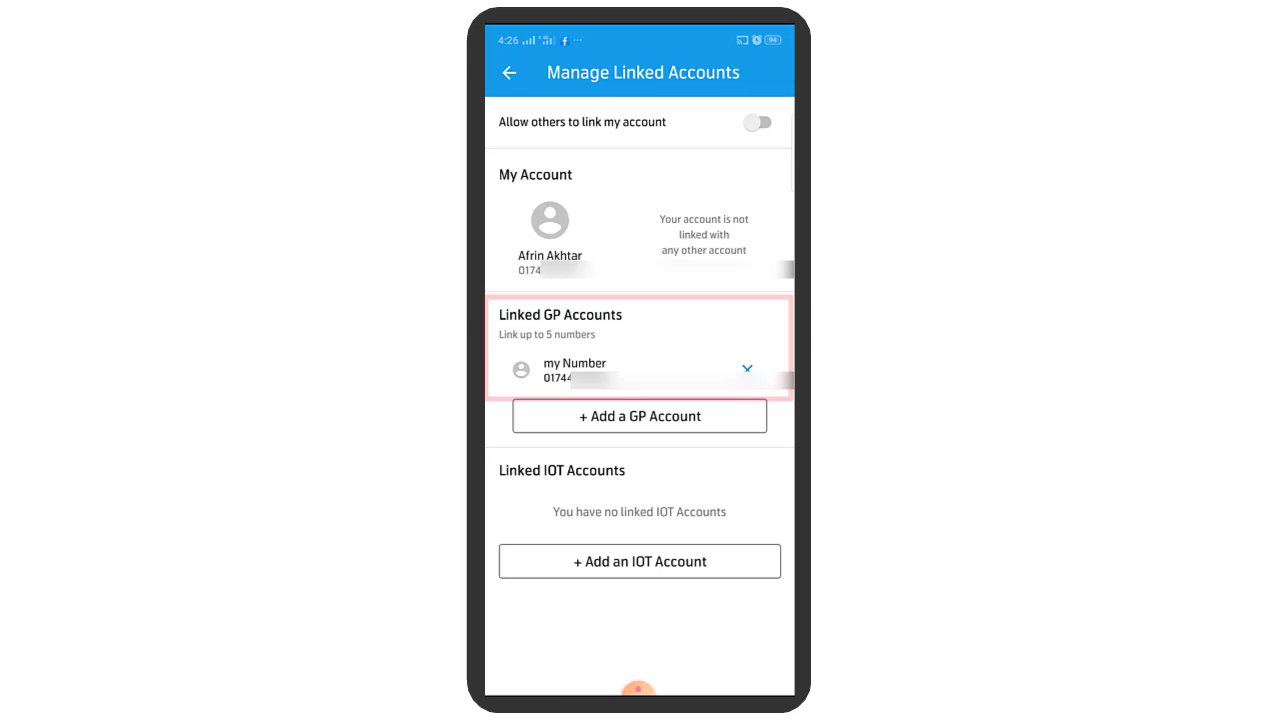 4:26
94
Manage Linked Accounts
Allow others to link my account
My Account
Your account is not
linked with
any other account
Afrin Akhtar
0174
Linked GP Accounts
Link up to 5 numbers
my Number
01744
+ Add a GP Account
Linked IOT Accounts
You have no linked IOT Accounts
+ Add an IOT Account